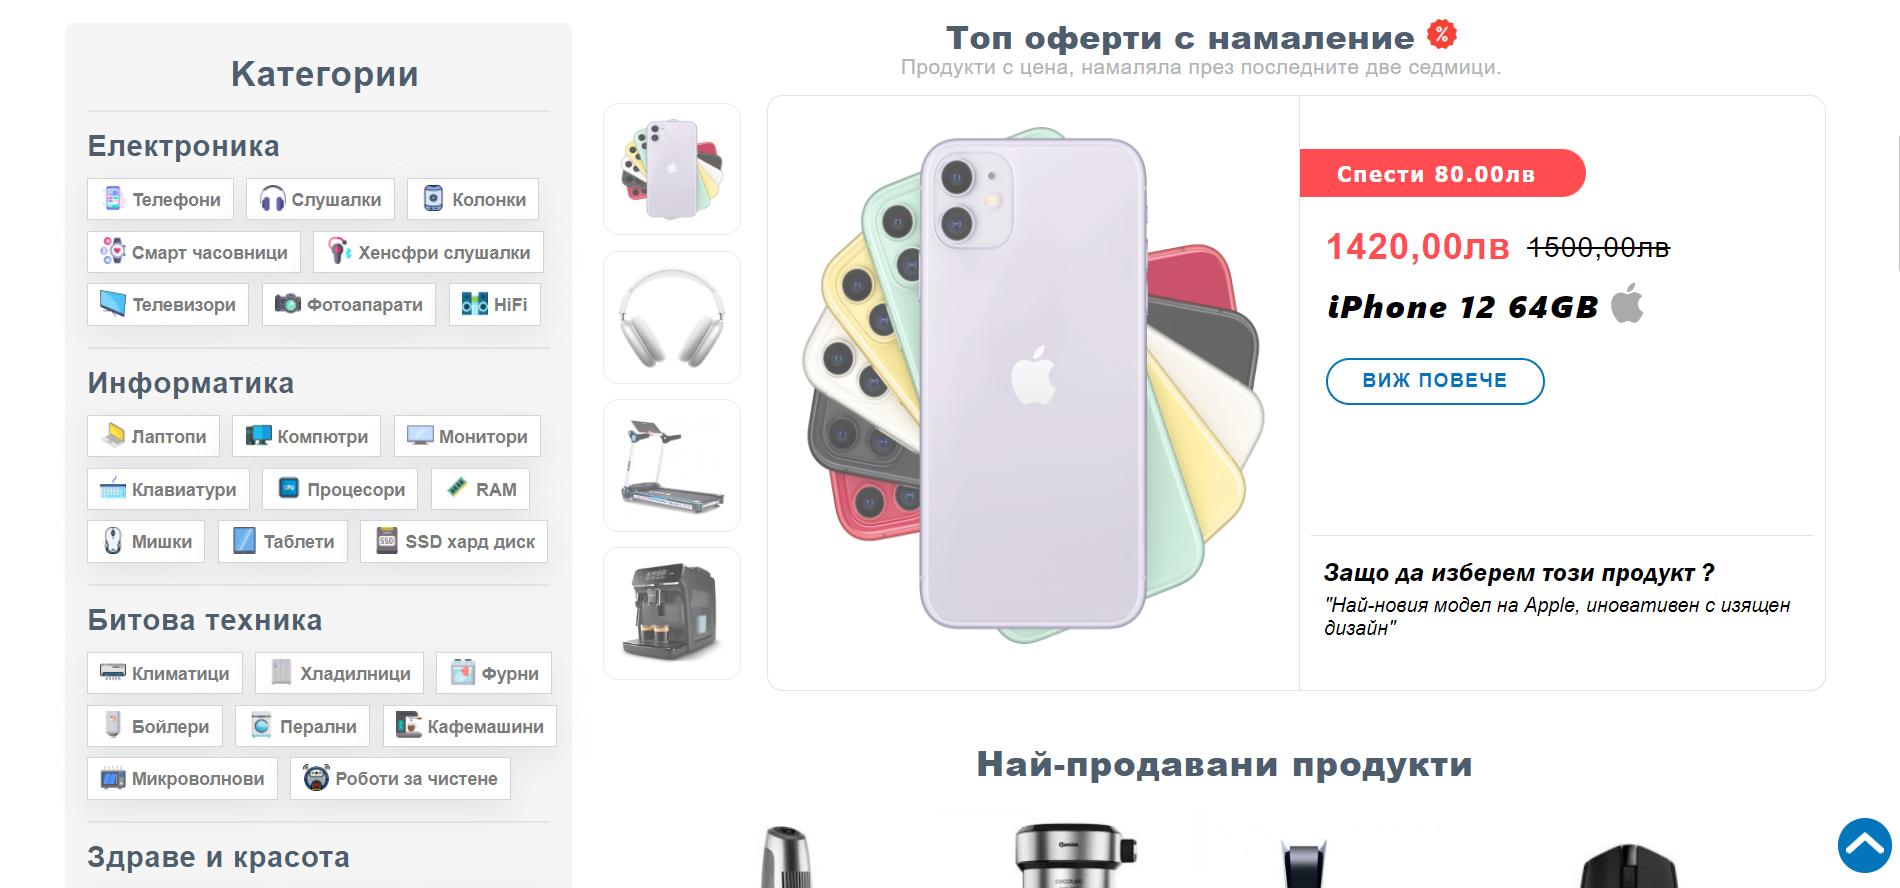 Категории
Електроника
Телефони
Слушалки
Колонки
Смарт часовници
Хенсфри слушалки
Телевизори
Фотоапарати
HiFi
Информатика
Лаптопи
Компютри
Монитори
Клавиатури
Процесори
RAM
Мишки
Таблети
SSD хард диск
Битова техника
Климатици
Хладилници
Фурни
Бойлери
Перални
Кафемашини
Микроволнови
Роботи за чистене
Здраве и красота
Топ оферти с намаление
Продукти с цена, намаляла през последните две седмици.
Спести 80.00лв
1420,00лв 1500,00лв
iPhone 12 64GB
ВИЖ ПОВЕЧЕ
Защо да изберем този продукт ?
"Най-новия модел на Apple, иновативен с изящен
дизайн"
Най-продавани продукти
cecotec